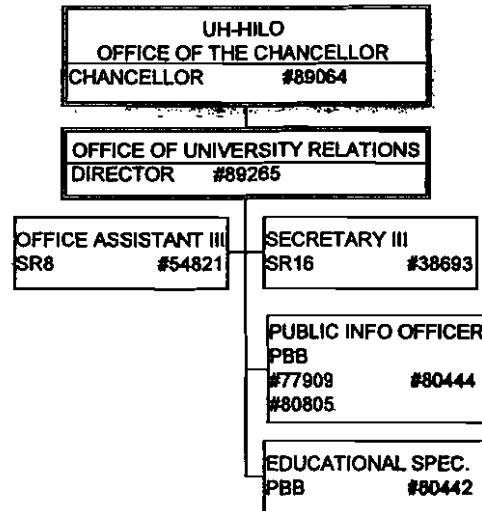 UH-HILO
OFFICE OF THE CHANCELLOR
CHANCELLOR #89064
OFFICE OF UNIVERSITY RELATIONS
DIRECTOR #89265
OFFICE ASSISTANT III
SR8 #54821
SECRETARY III
SR16 #38693
PUBLIC INFO OFFICER
PBB
#77909 #80444
#80805
EDUCATIONAL SPEC.
PBB #80442